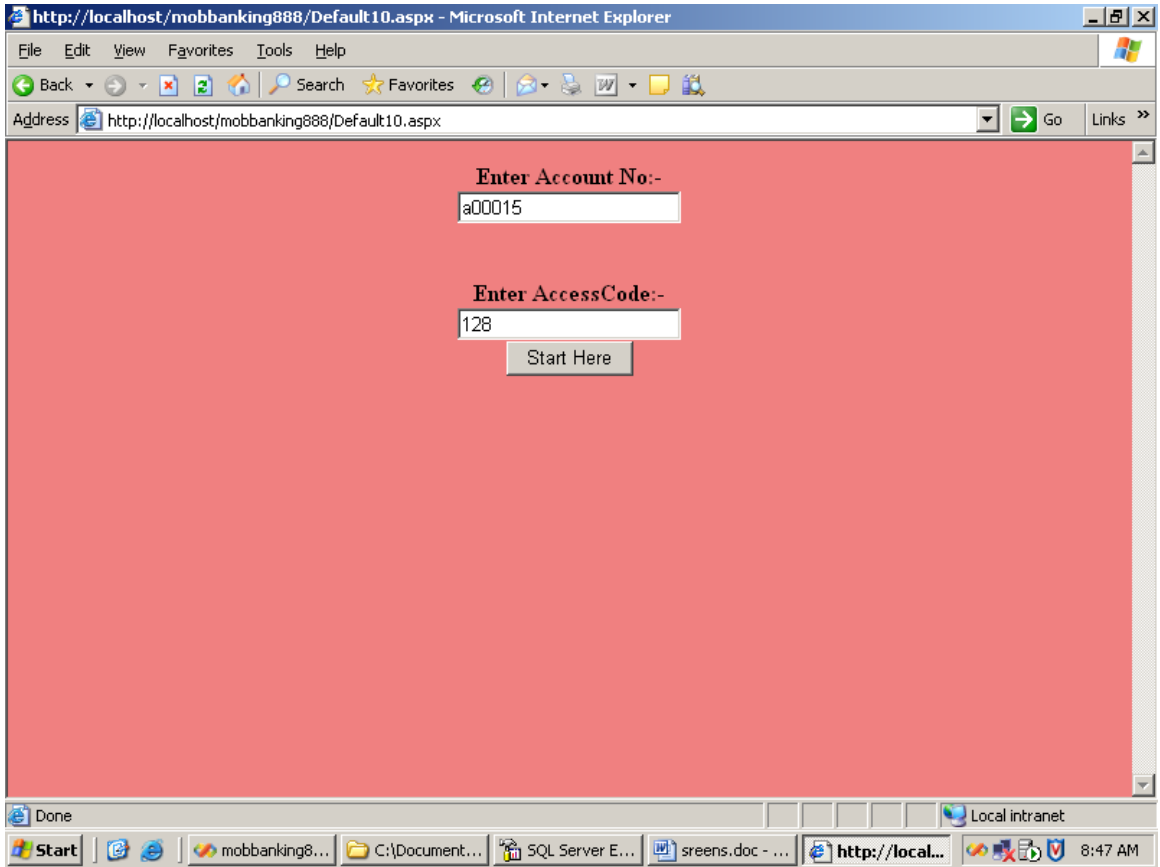 http://localhost/mobbanking888/Default10.aspx - Microsoft Internet Explorer
File Edit View Favorites Tools Help
Back Search Favorites
Address http://localhost/mobbanking888/Default10.aspx Go Links »
Enter Account No:-
a00015
Enter AccessCode:-
128
Start Here
Done Local intranet
Start mobbanking8... C:\Document... SQL Server E... sreens.doc - ... http://local... 8:47 AM